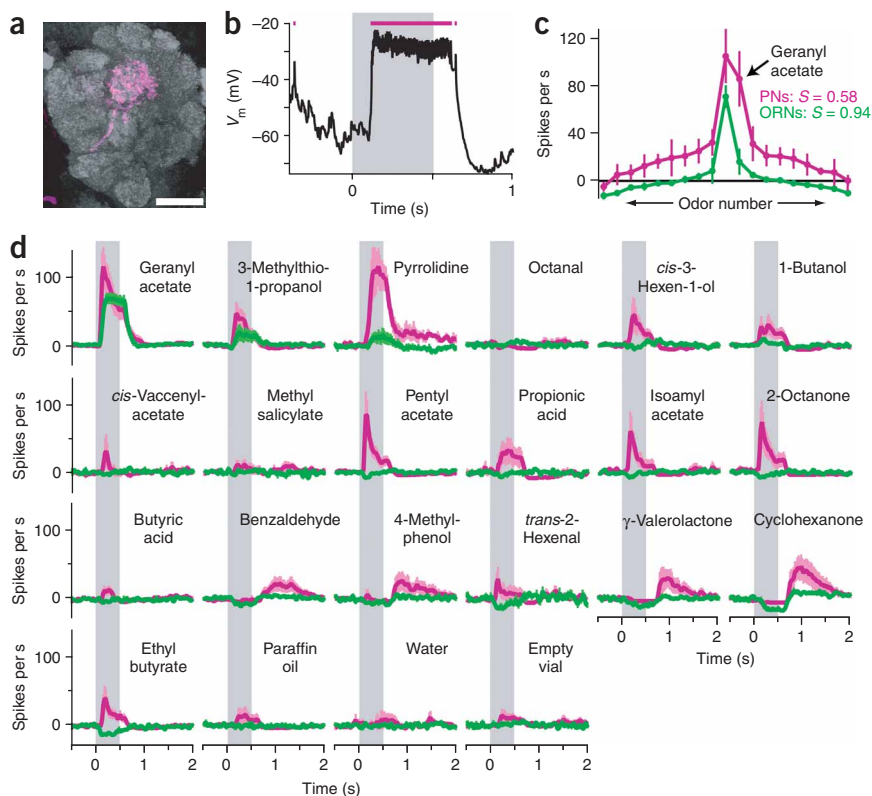 a
b
−20
−40
−60
Vm (mV)
0
1
Time (s)
c
120
80
40
0
Spikes per s
Geranyl
acetate
PNs: S = 0.58
ORNs: S = 0.94
Odor number
d
Spikes per s
100
0
Geranyl
acetate
3-Methylthio-
1-propanol
Pyrrolidine
Octanal
cis-3-
Hexen-1-ol
1-Butanol
Spikes per s
100
0
cis-Vaccenyl-
acetate
Methyl
salicylate
Pentyl
acetate
Propionic
acid
Isoamyl
acetate
2-Octanone
Spikes per s
100
0
Butyric
acid
Benzaldehyde
4-Methyl-
phenol
trans-2-
Hexenal
γ-Valerolactone
Cyclohexanone
0 1 2 0 1 2
Time (s)
Spikes per s
100
0
Ethyl
butyrate
Paraffin
oil
Water
Empty
vial
0 1 2 0 1 2 0 1 2 0 1 2
Time (s)